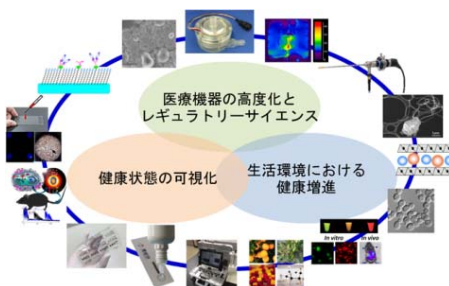 医療機器の高度化と
レギュラトリーサイエンス
健康状態の可視化
生活環境における
健康増進
In vitro
in vivo